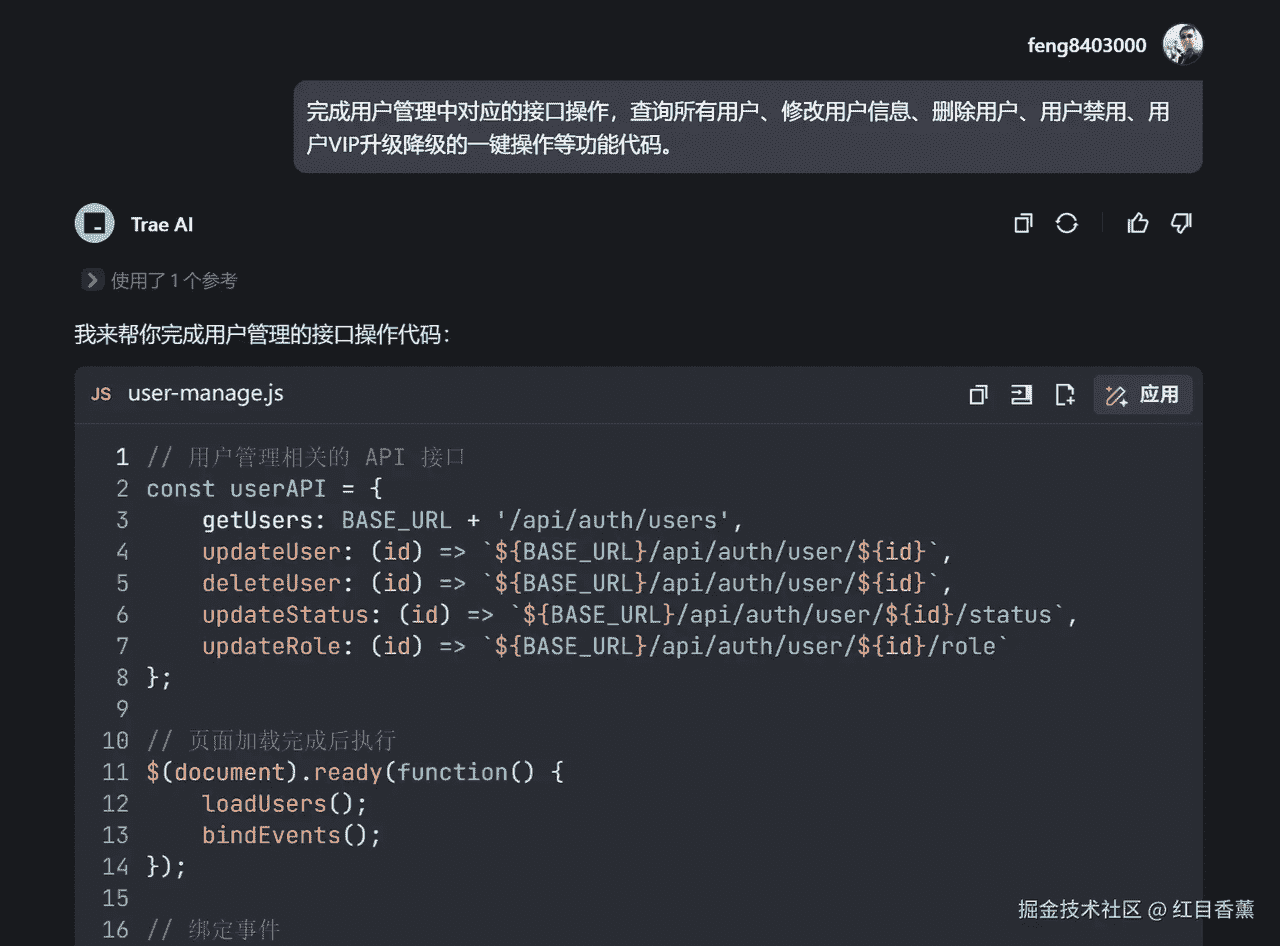 feng8403000
完成用户管理中对应的接口操作，查询所有用户、修改用户信息、删除用户、用户禁用、用
户VIP升级降级的一键操作等功能代码。
Trae AI
使用了 1 个参考
我来帮你完成用户管理的接口操作代码：
JS user-manage.js
应用
1 // 用户管理相关的 API 接口
2 const userAPI = {
3     getUsers: BASE_URL + '/api/auth/users',
4     updateUser: (id) => `${BASE_URL}/api/auth/user/${id}`,
5     deleteUser: (id) => `${BASE_URL}/api/auth/user/${id}`,
6     updateStatus: (id) => `${BASE_URL}/api/auth/user/${id}/status`,
7     updateRole: (id) => `${BASE_URL}/api/auth/user/${id}/role`
8 };
9
10 // 页面加载完成后执行
11 $(document).ready(function() {
12     loadUsers();
13     bindEvents();
14 });
15
16 // 绑定事件
掘金技术社区 @ 红目香薰